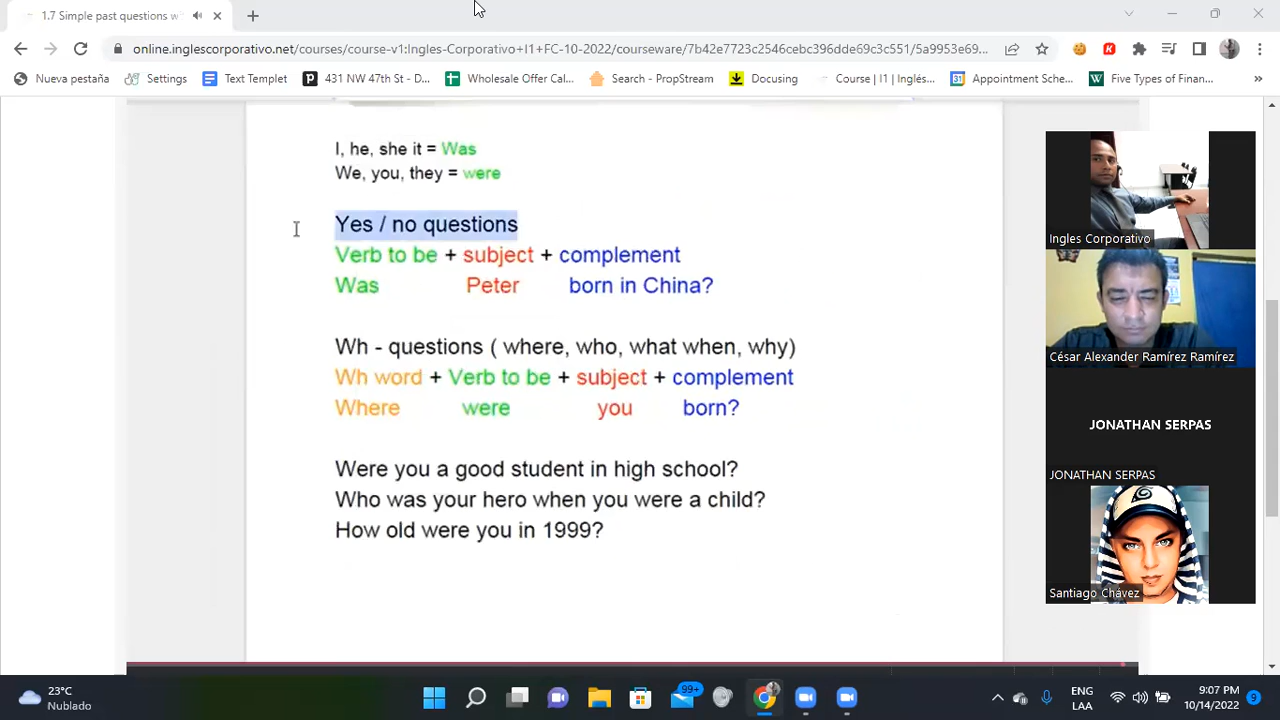 1.7 Simple past questions w
online.inglescorporativo.net/courses/course-v1:Ingles-Corporativo+I1+FC-10-2022/courseware/7b42e7723c2546cebc396dde69c3c551/5a9953e69...
Nueva pestaña
Settings
Text Templet
431 NW 47th St - D...
Wholesale Offer Cal...
Search - PropStream
Docusing
Course | I1 | Ingles...
Appointment Sche...
Five Types of Finan...
I, he, she it = Was
We, you, they = were
Yes / no questions
Verb to be + subject + complement
Was Peter born in China?
Wh - questions ( where, who, what when, why)
Wh word + Verb to be + subject + complement
Where were you born?
Were you a good student in high school?
Who was your hero when you were a child?
How old were you in 1999?
Ingles Corporativo
César Alexander Ramírez Ramírez
JONATHAN SERPAS
JONATHAN SERPAS
Santiago Chávez
23°C
Nublado
99+
ENG
LAA
9:07 PM
10/14/2022
9